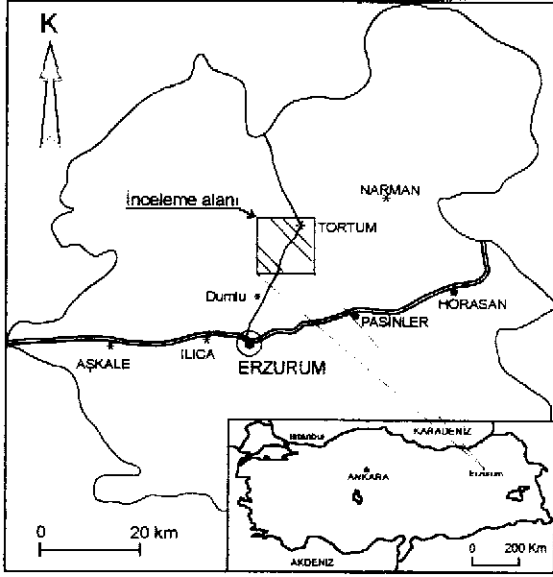 K
İnceleme alanı
NARMAN
TORTUM
Dumlu
HORASAN
PASİNLER
ILICA
AŞKALE
ERZURUM
KARADENİZ
İstanbul
ANKARA
Erzurum
0 20 km
0 200 Km
AKDENİZ